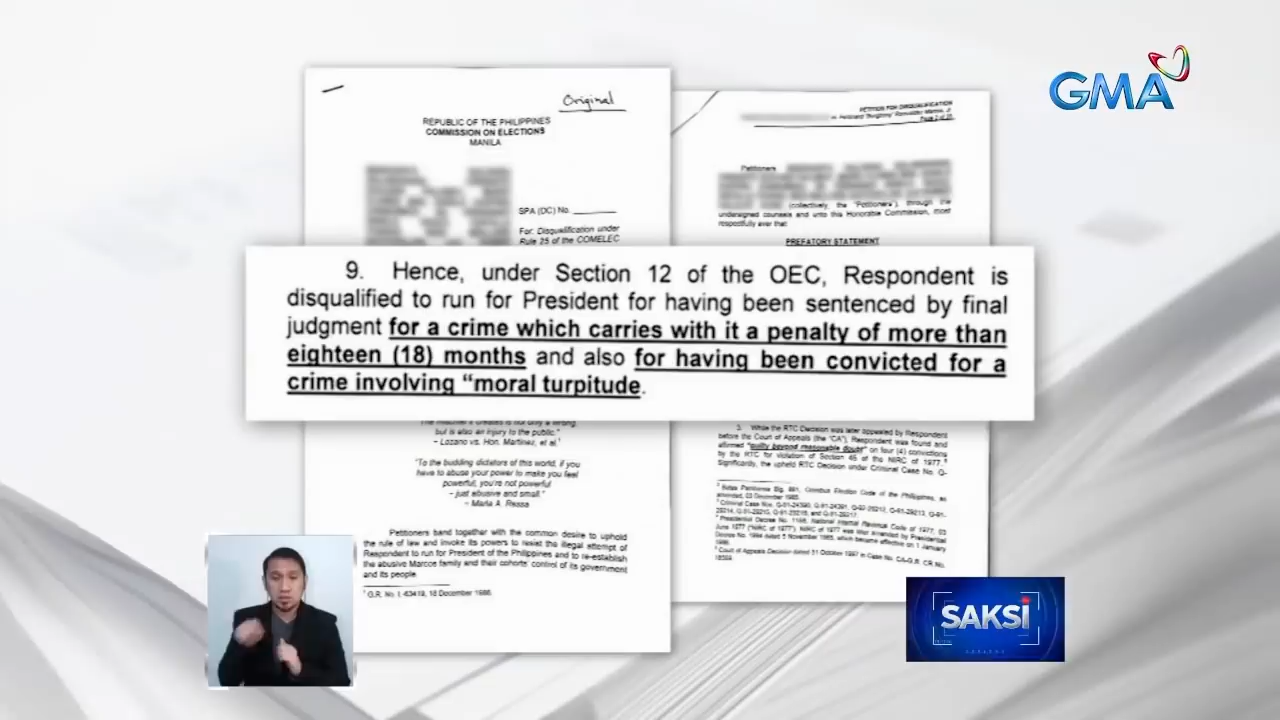 GMA
Original
REPUBLIC OF THE PHILIPPINES
COMMISSION ON ELECTIONS
MANILA
SPA (DC) No.
For: Disqualification under
Rule 25 of the COMELEC
PETITION FOR DISQUALIFICATION
Petitioners
(collectively, the "Petitioners"), through the
undersigned counsels and unto this Honorable Commission, most
respectfully aver that
PREFATORY STATEMENT
9. Hence, under Section 12 of the OEC, Respondent is
disqualified to run for President for having been sentenced by final
judgment for a crime which carries with it a penalty of more than
eighteen (18) months and also for having been convicted for a
crime involving “moral turpitude.
but is also an injury to the public."
– Lozano vs. Hon. Martinez, et al.¹
"To the budding dictators of this world, if you
have to abuse your power to make you feel
powerful, you're not powerful
– just abusive and small."
– Maria A. Ressa
Petitioners band together with the common desire to uphold
the rule of law and invoke its powers to resist the illegal attempt of
Respondent to run for President of the Philippines and to re-establish
the abusive Marcos family and their cohorts' control of its government
and its people.
3. While the RTC Decision was later appealed by Respondent
before the Court of Appeals (the "CA"), Respondent was found and
affirmed "guilty beyond reasonable doubt" on four (4) convictions
by the RTC for violation of Section 45 of the NIRC of 1977.
Significantly, the upheld RTC Decision under Criminal Case No. Q-
SAKSI